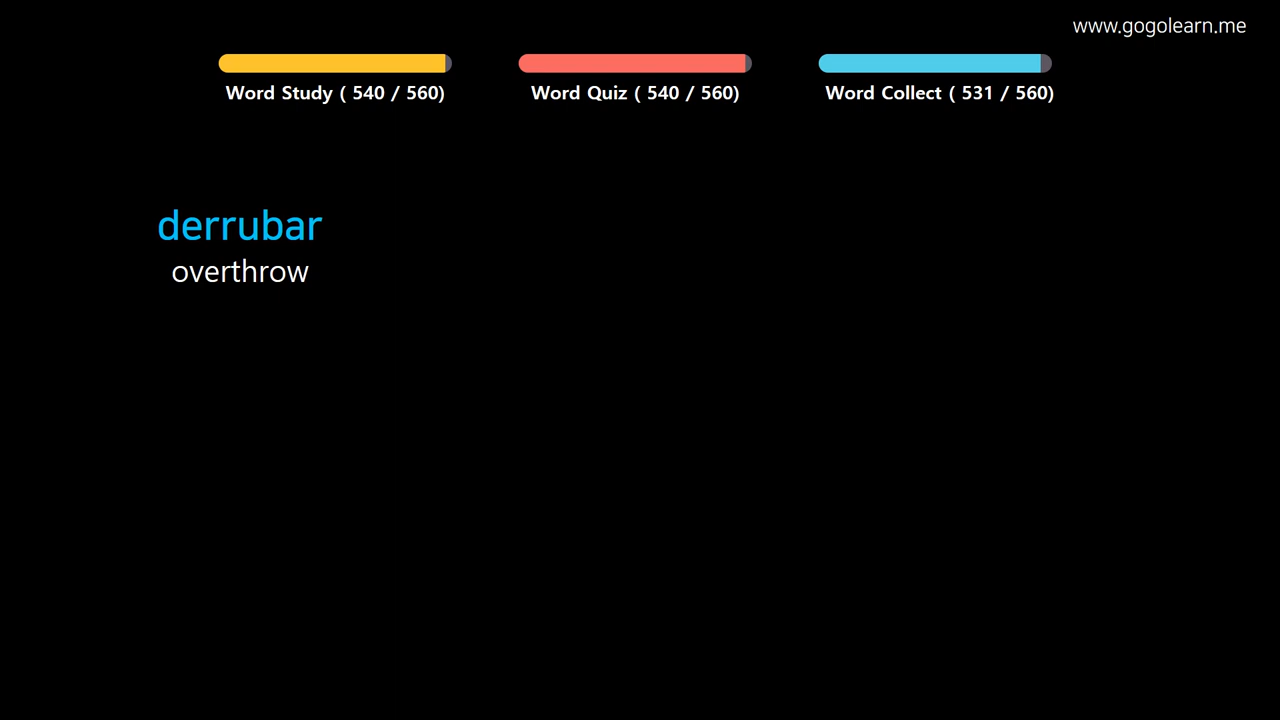 www.gogolearn.me
Word Study ( 540 / 560)
Word Quiz ( 540 / 560)
Word Collect ( 531 / 560)
derrubar
overthrow